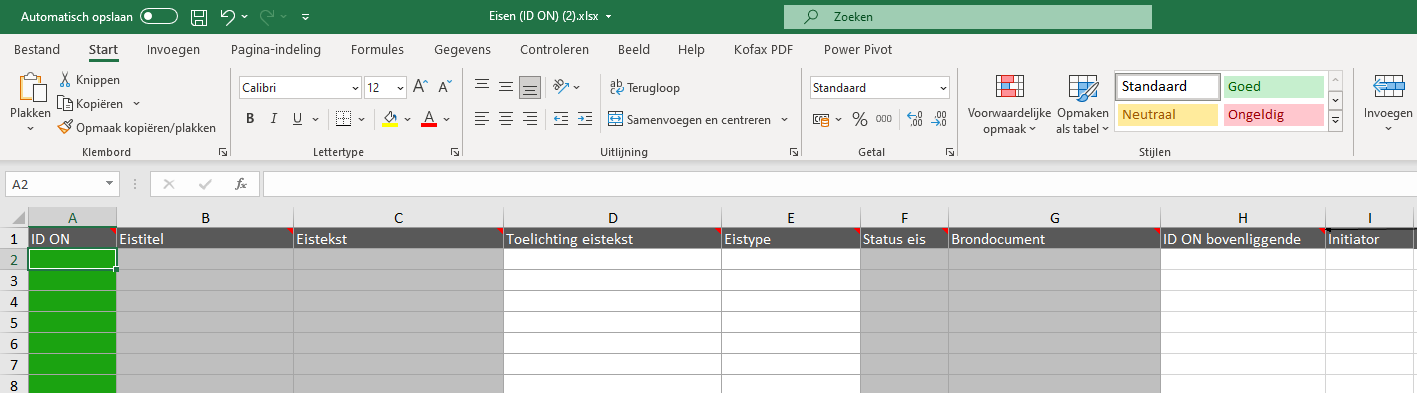 Automatisch opslaan Eisen (ID ON) (2).xlsx Zoeken
Bestand Start Invoegen Pagina-indeling Formules Gegevens Controleren Beeld Help Kofax PDF Power Pivot
Plakken
Knippen
Kopiëren
Opmaak kopiëren/plakken
Klembord
Calibri 12 A A
B I U A
Lettertype
ab Terugloop
Samenvoegen en centreren
Uitlijning
Standaard
% 000
Getal
Voorwaardelijke opmaak
Opmaken als tabel
Standaard Goed
Neutraal Ongeldig
Stijlen
Invoegen
A2 fx
A B C D E F G H I
1 ID ON Eistitel Eistekst Toelichting eistekst Eistype Status eis Brondocument ID ON bovenliggende Initiator
2
3
4
5
6
7
8